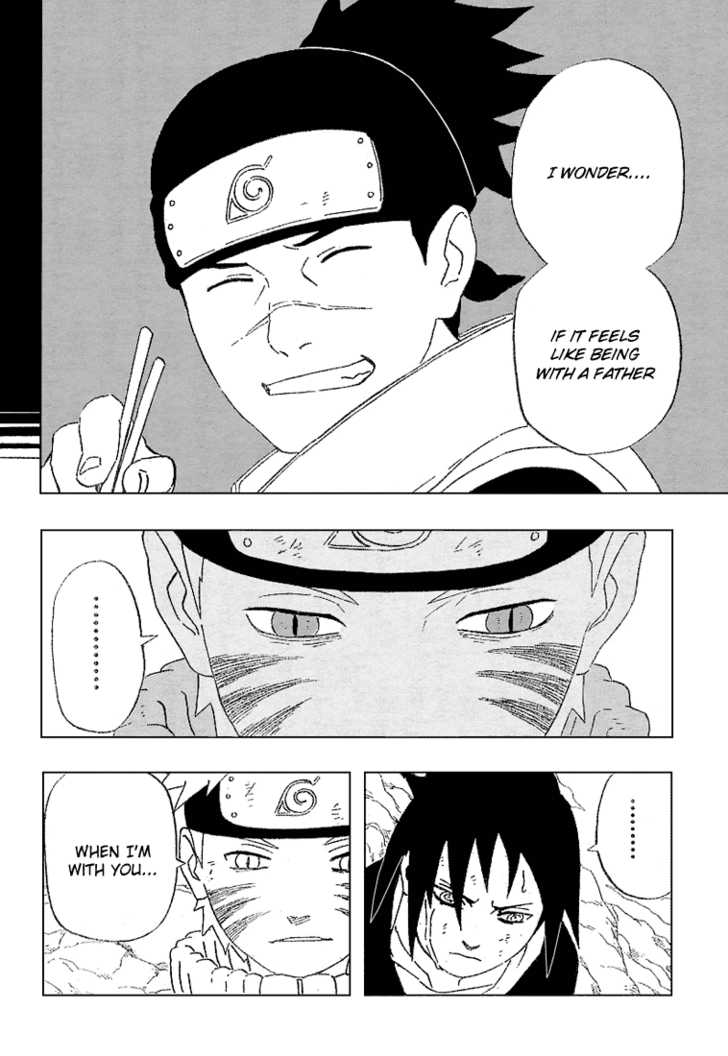 I WONDER....
IF IT FEELS
LIKE BEING
WITH A FATHER
...........
...........
WHEN I'M
WITH YOU...